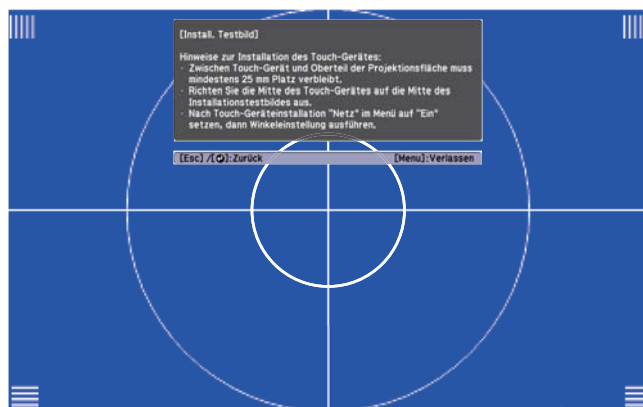 [Install. Testbild]
Hinweise zur Installation des Touch-Gerätes:
· Zwischen Touch-Gerät und Oberteil der Projektionsfläche muss
mindestens 25 mm Platz verbleibt.
· Richten Sie die Mitte des Touch-Gerätes auf die Mitte des
Installationstestbildes aus.
· Nach Touch-Geräteinstallation "Netz" im Menü auf "Ein"
setzen, dann Winkeleinstellung ausführen.
[Esc] /[⮌]:Zurück [Menu]:Verlassen